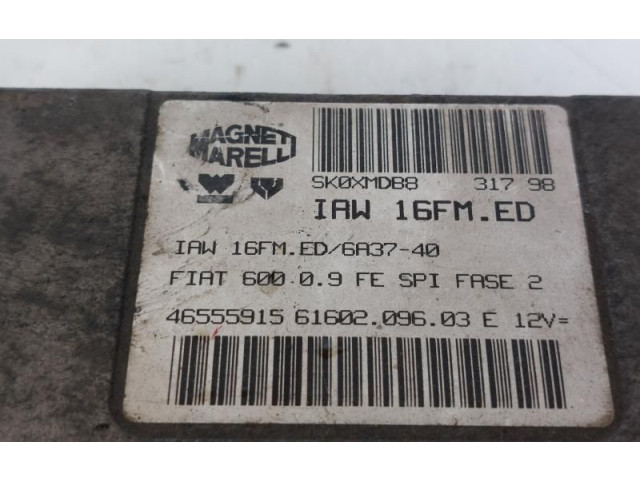 MAGNETI
MARELLI
SK0XMDB8 317 98
IAW 16FM.ED
IAW 16FM.ED/6A37-40
FIAT 600 0.9 FE SPI FASE 2
46555915 61602.096.03 E 12V=